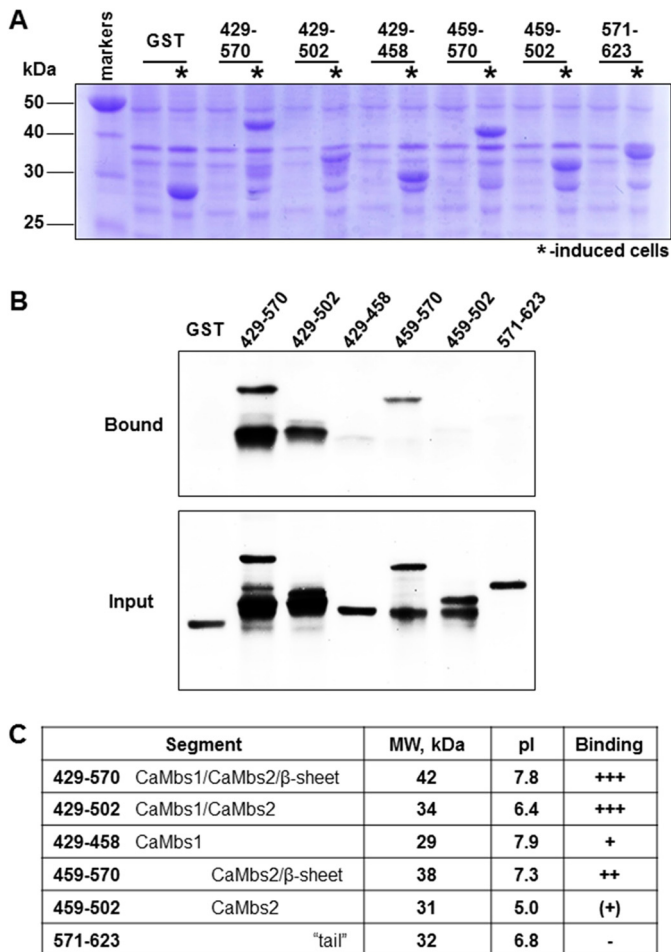 A
markers
GST
429-570
429-502
429-458
459-570
459-502
571-623
kDa
* * * * * * *
50
40
30
25
*-induced cells
B
GST 429-570 429-502 429-458 459-570 459-502 571-623
Bound
Input
C
Segment MW, kDa pI Binding
429-570 CaMbs1/CaMbs2/β-sheet 42 7.8 +++
429-502 CaMbs1/CaMbs2 34 6.4 +++
429-458 CaMbs1 29 7.9 +
459-570 CaMbs2/β-sheet 38 7.3 ++
459-502 CaMbs2 31 5.0 (+)
571-623 “tail” 32 6.8 -